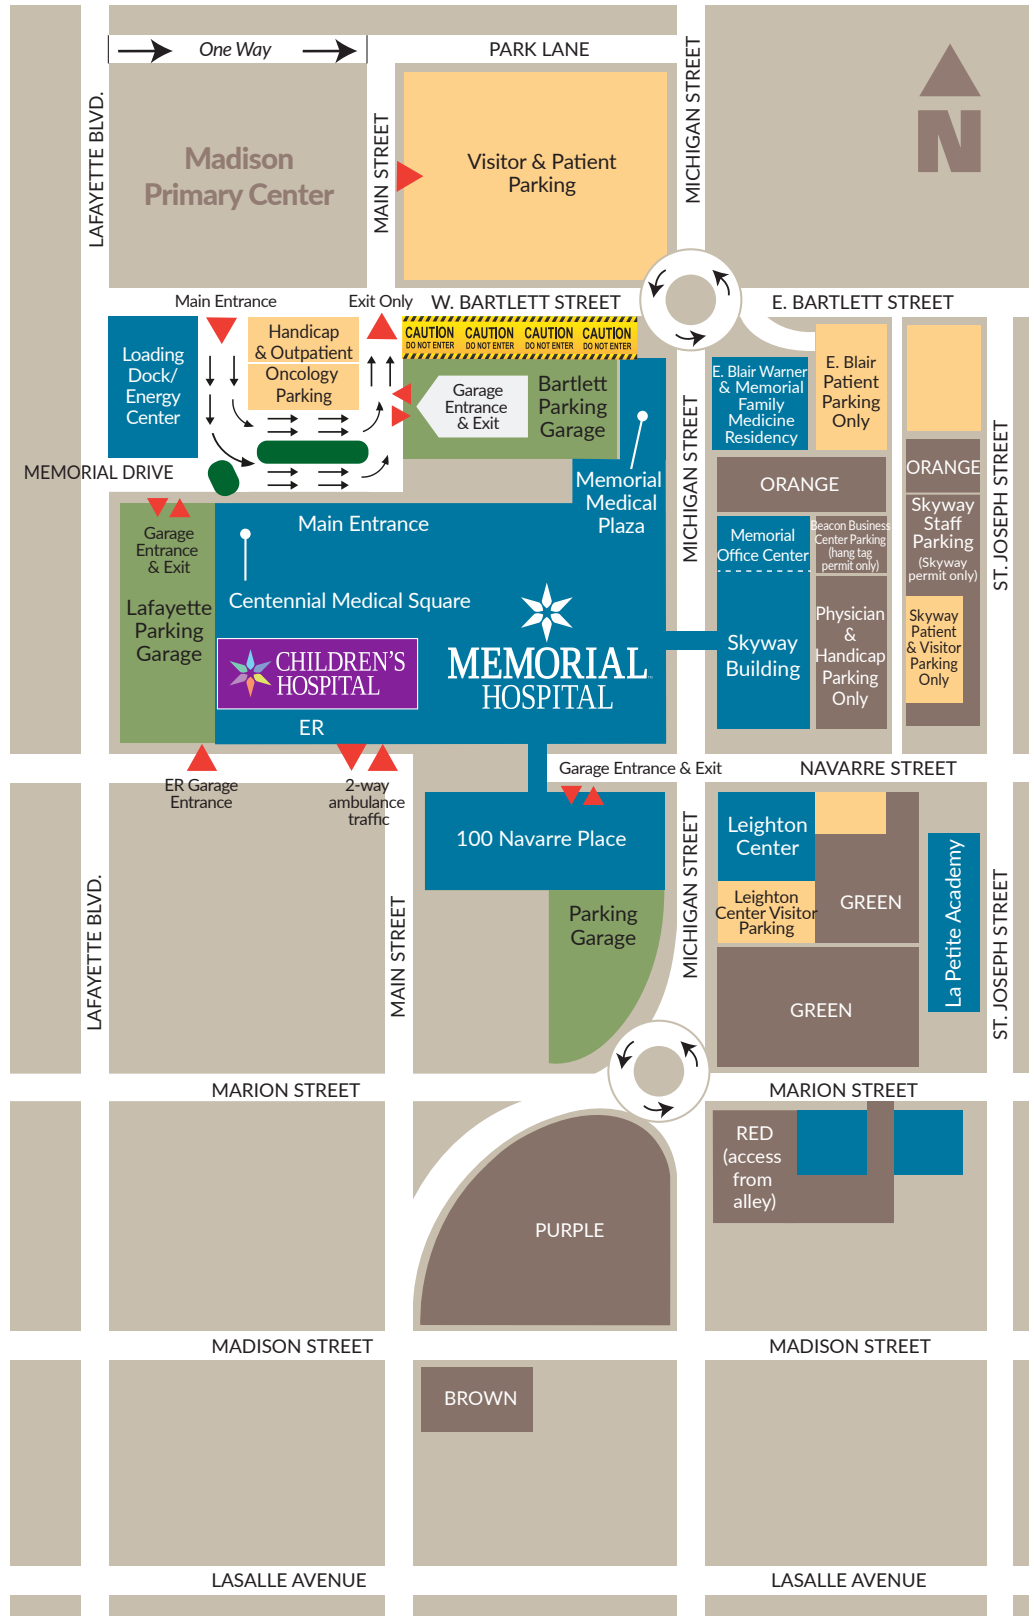 One Way
PARK LANE
LAFAYETTE BLVD.
MAIN STREET
MICHIGAN STREET
Madison
Primary Center
Visitor & Patient
Parking
N
Main Entrance
Exit Only
W. BARTLETT STREET
E. BARTLETT STREET
Loading
Dock/
Energy
Center
Handicap
& Outpatient
Oncology
Parking
CAUTION CAUTION CAUTION CAUTION
DO NOT ENTER DO NOT ENTER DO NOT ENTER DO NOT ENTER
Garage
Entrance
& Exit
Bartlett
Parking
Garage
E. Blair Warner
& Memorial
Family
Medicine
Residency
E. Blair
Patient
Parking
Only
MICHIGAN STREET
ST. JOSEPH STREET
MEMORIAL DRIVE
Memorial
Medical
Plaza
ORANGE
ORANGE
Skyway
Staff
Parking
(Skyway
permit only)
Main Entrance
Garage
Entrance
& Exit
Memorial
Office Center
Beacon Business
Center Parking
(hang tag
permit only)
Centennial Medical Square
Lafayette
Parking
Garage
CHILDREN'S
HOSPITAL
MEMORIAL
HOSPITAL
Skyway
Building
Physician
&
Handicap
Parking
Only
Skyway
Patient
& Visitor
Parking
Only
ER
ER Garage
Entrance
2-way
ambulance
traffic
Garage Entrance & Exit
NAVARRE STREET
100 Navarre Place
Leighton
Center
Leighton
Center Visitor
Parking
GREEN
La Petite Academy
LAFAYETTE BLVD.
MAIN STREET
MICHIGAN STREET
ST. JOSEPH STREET
Parking
Garage
GREEN
MARION STREET
MARION STREET
RED
(access
from
alley)
PURPLE
MADISON STREET
MADISON STREET
BROWN
LASALLE AVENUE
LASALLE AVENUE